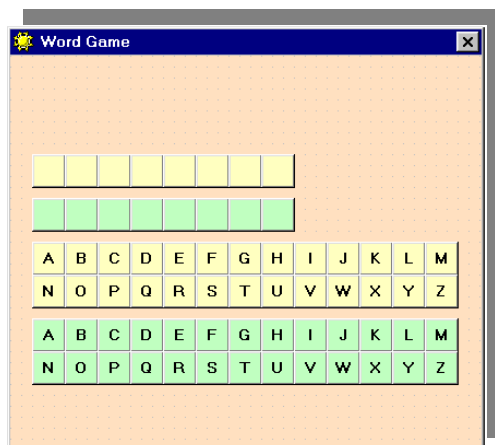 Word Game
A B C D E F G H I J K L M
N O P Q R S T U V W X Y Z
A B C D E F G H I J K L M
N O P Q R S T U V W X Y Z